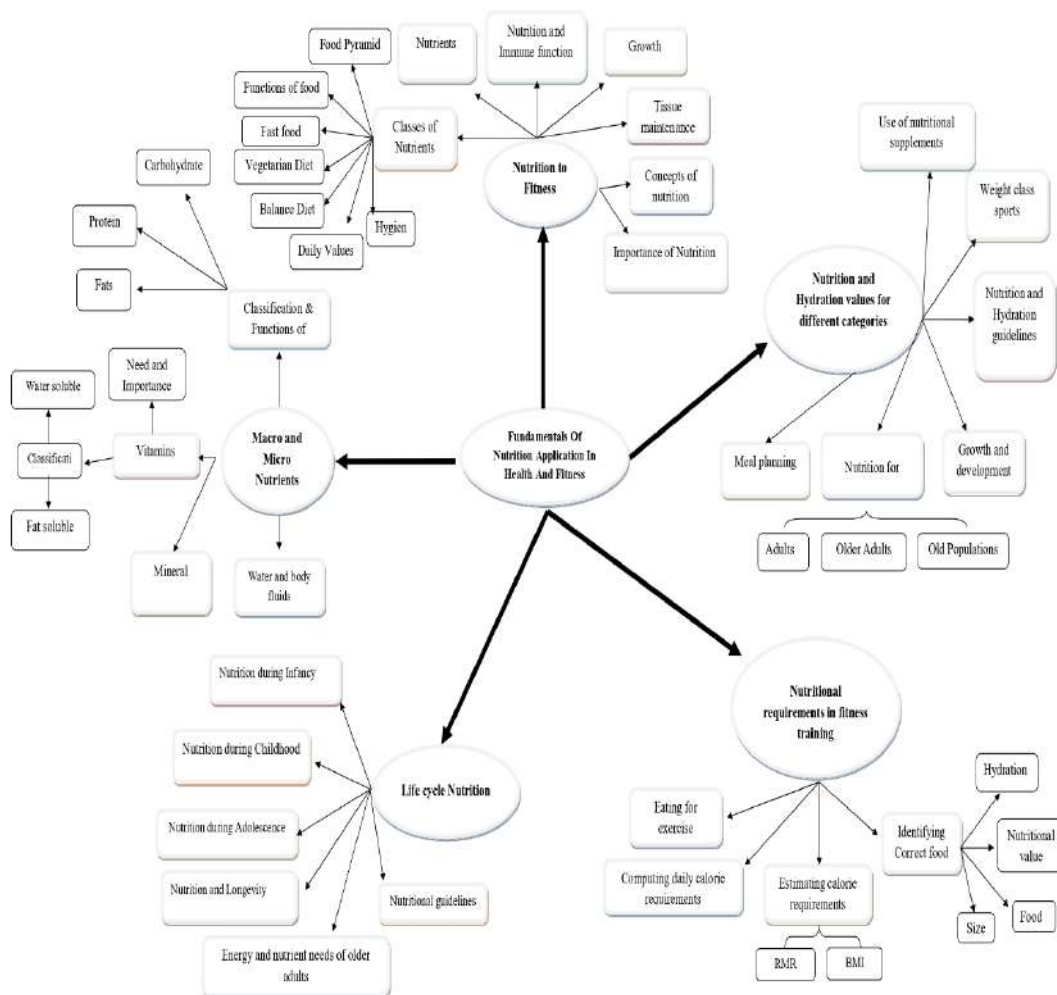 Food Pyramid
Functions of food
Fast food
Vegetarian Diet
Balance Diet
Daily Values
Hygien
Classes of
Nutrients
Nutrients
Nutrition and
Immune function
Growth
Tissue
maintenance
Concepts of
nutrition
Importance of Nutrition
Nutrition to
Fitness
Carbohydrate
Protein
Fats
Classification &
Functions of
Need and
Importance
Water soluble
Classificati
Fat soluble
Vitamins
Mineral
Macro and
Micro
Nutrients
Water and body
fluids
Fundamentals Of
Nutrition Application In
Health And Fitness
Use of nutritional
supplements
Weight class
sports
Nutrition and
Hydration
guidelines
Nutrition and
Hydration values for
different categories
Meal planning
Nutrition for
Growth and
development
Adults
Older Adults
Old Populations
Nutrition during Infancy
Nutrition during Childhood
Nutrition during Adolescence
Nutrition and Longevity
Energy and nutrient needs of older
adults
Nutritional guidelines
Life cycle Nutrition
Nutritional
requirements in fitness
training
Eating for
exercise
Computing daily calorie
requirements
Estimating calorie
requirements
RMR
BMI
Identifying
Correct food
Hydration
Nutritional
value
Food
Size